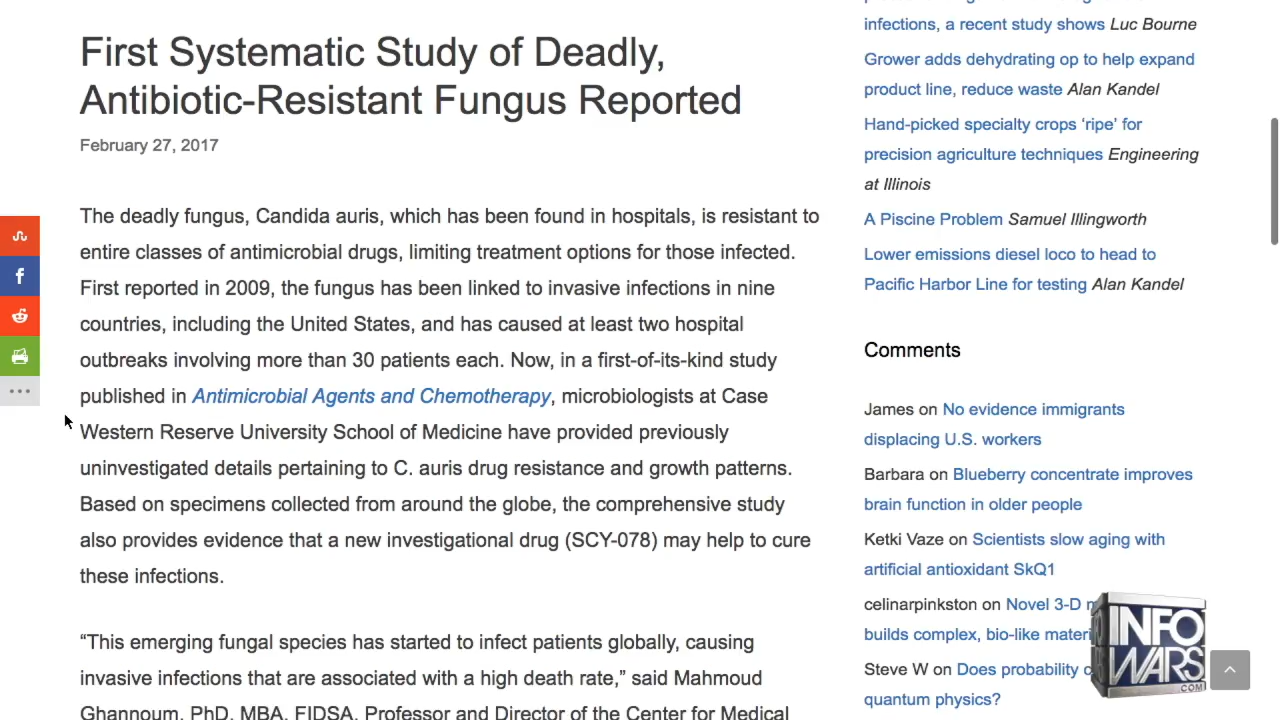 First Systematic Study of Deadly,
Antibiotic-Resistant Fungus Reported
February 27, 2017
The deadly fungus, Candida auris, which has been found in hospitals, is resistant to
entire classes of antimicrobial drugs, limiting treatment options for those infected.
First reported in 2009, the fungus has been linked to invasive infections in nine
countries, including the United States, and has caused at least two hospital
outbreaks involving more than 30 patients each. Now, in a first-of-its-kind study
published in Antimicrobial Agents and Chemotherapy, microbiologists at Case
Western Reserve University School of Medicine have provided previously
uninvestigated details pertaining to C. auris drug resistance and growth patterns.
Based on specimens collected from around the globe, the comprehensive study
also provides evidence that a new investigational drug (SCY-078) may help to cure
these infections.
“This emerging fungal species has started to infect patients globally, causing
invasive infections that are associated with a high death rate,” said Mahmoud
Ghannoum, PhD, MBA, FIDSA, Professor and Director of the Center for Medical
infections, a recent study shows Luc Bourne
Grower adds dehydrating op to help expand
product line, reduce waste Alan Kandel
Hand-picked specialty crops ‘ripe’ for
precision agriculture techniques Engineering
at Illinois
A Piscine Problem Samuel Illingworth
Lower emissions diesel loco to head to
Pacific Harbor Line for testing Alan Kandel
Comments
James on No evidence immigrants
displacing U.S. workers
Barbara on Blueberry concentrate improves
brain function in older people
Ketki Vaze on Scientists slow aging with
artificial antioxidant SkQ1
celinarpinkston on Novel 3-D
builds complex, bio-like
Steve W on Does probability
quantum physics?
INFO
WARS
.COM